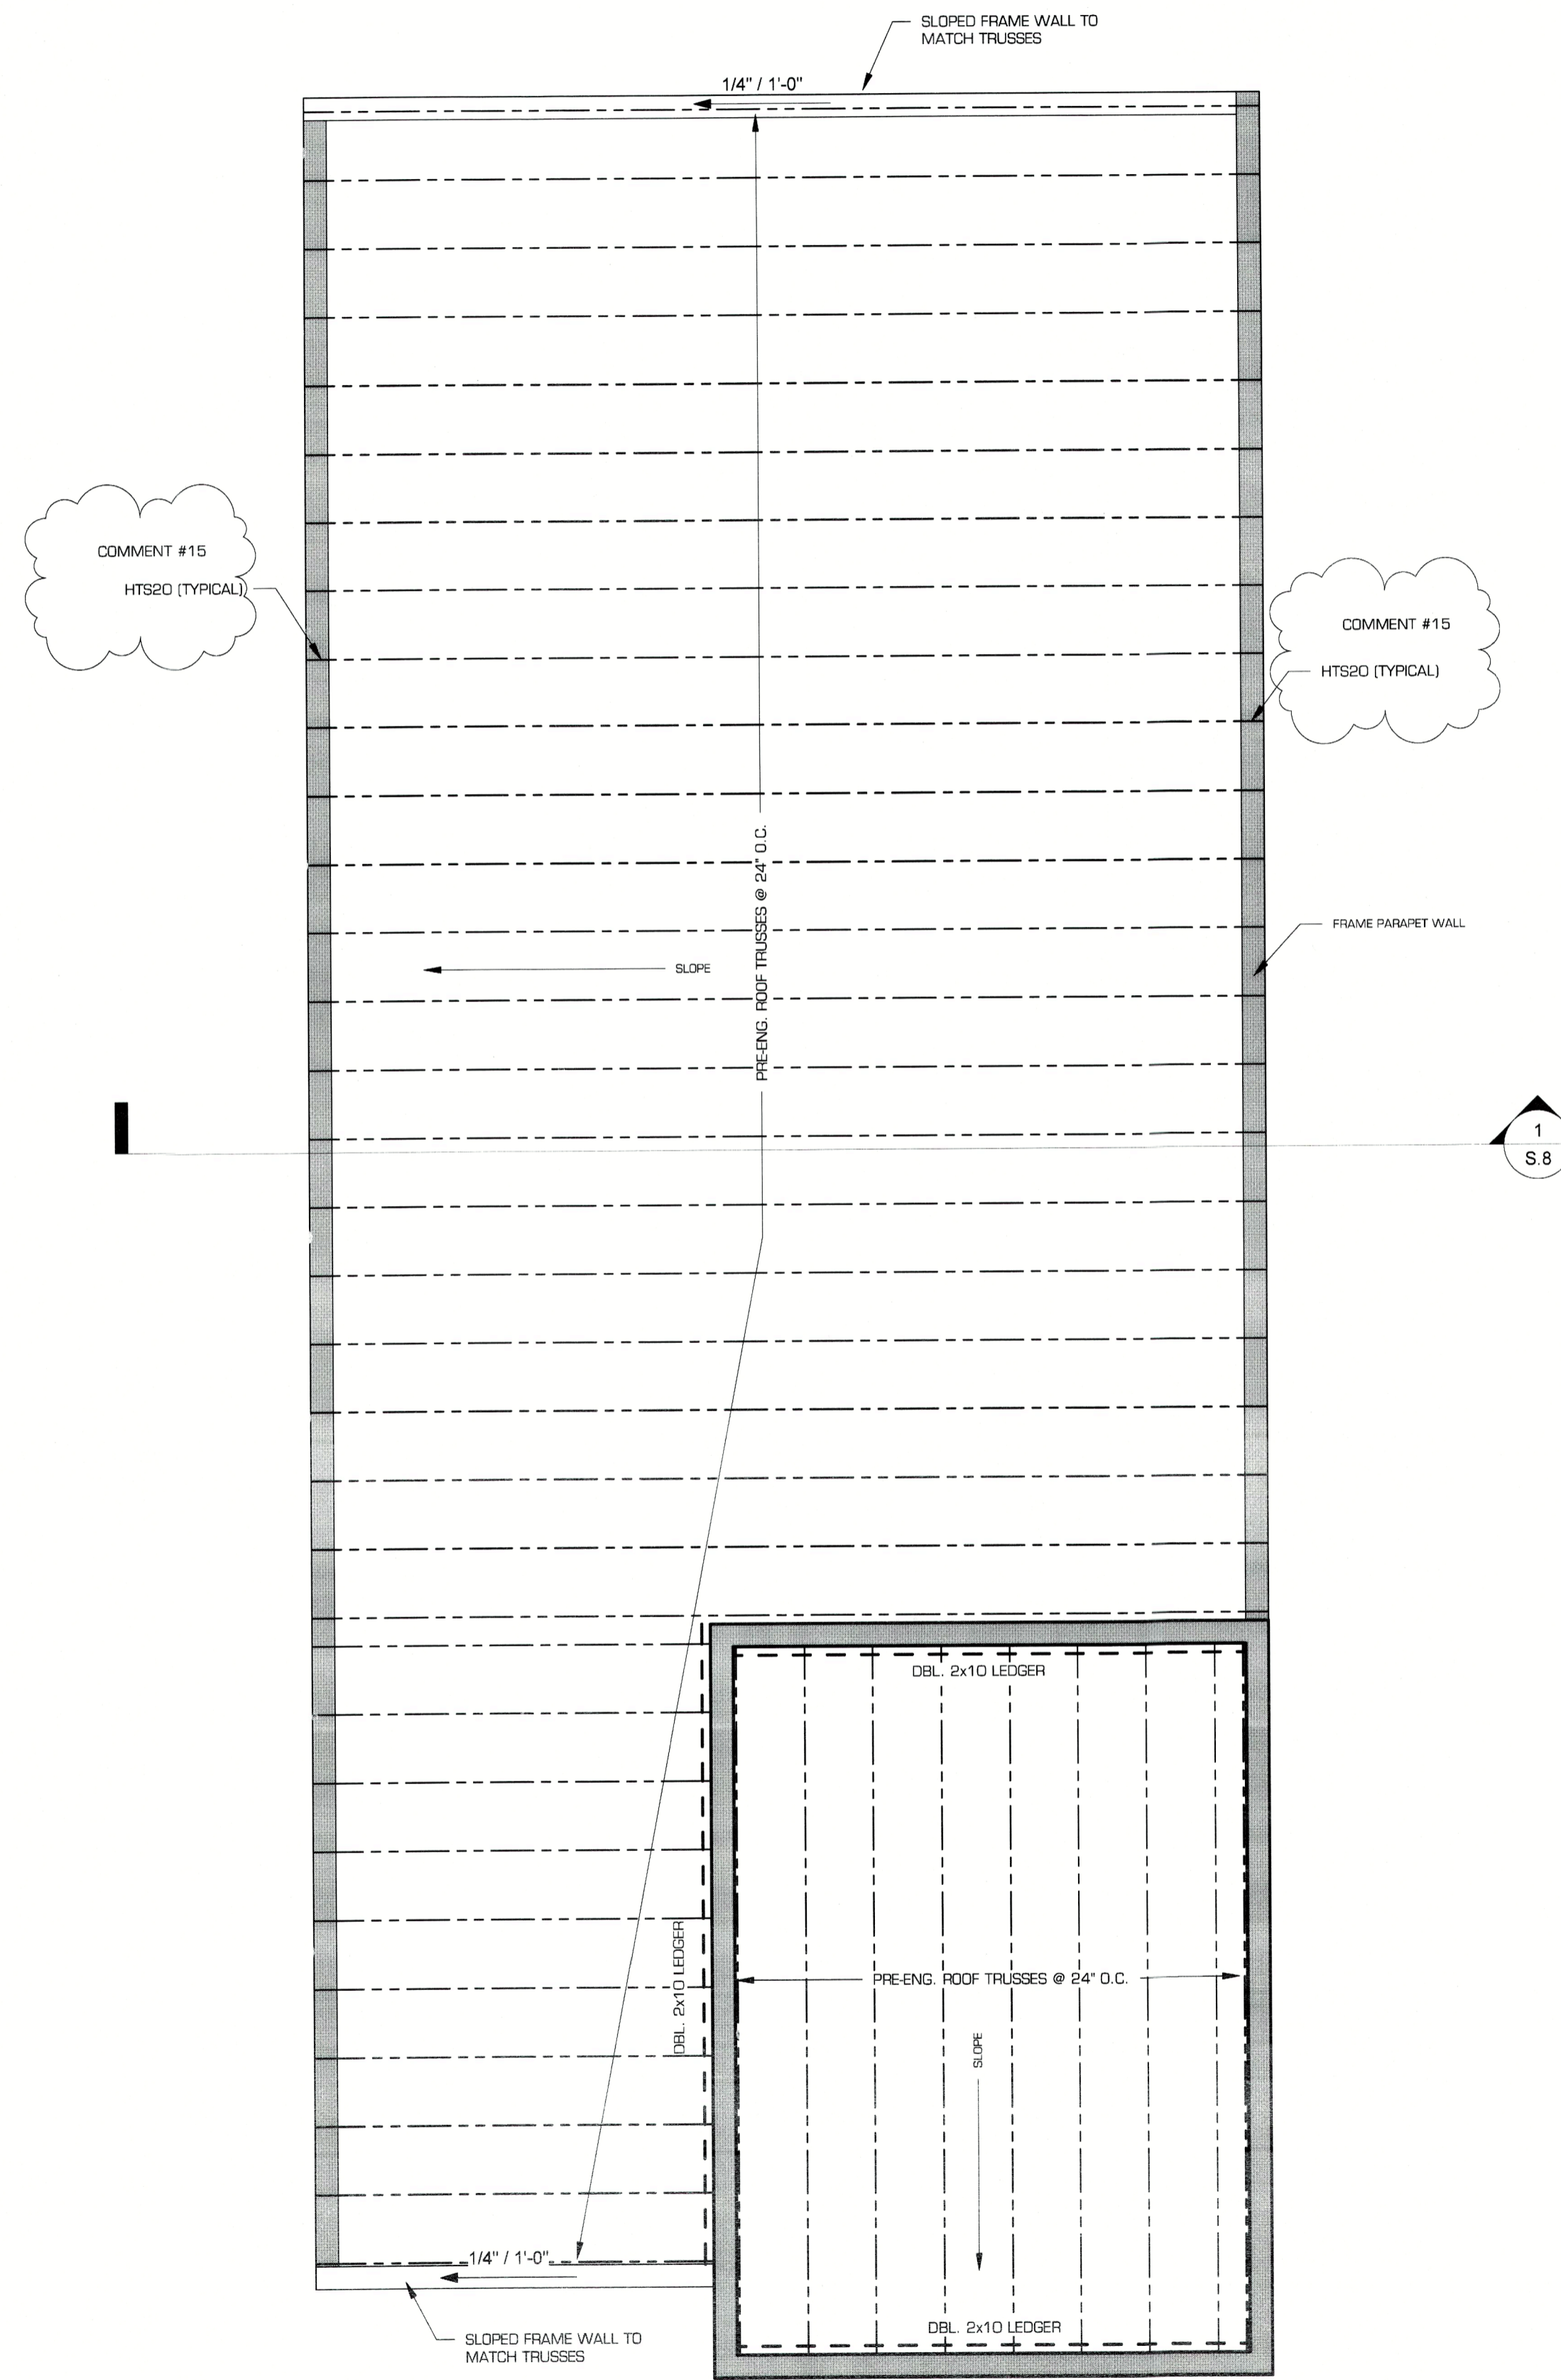 SLOPED FRAME WALL TO
MATCH TRUSSES
1/4" / 1'-0"
COMMENT #15
HTS20 (TYPICAL)
COMMENT #15
HTS20 (TYPICAL)
PRE-ENG. ROOF TRUSSES @ 24" O.C.
FRAME PARAPET WALL
SLOPE
1
S.8
DBL. 2x10 LEDGER
DBL. 2x10 LEDGER
PRE-ENG. ROOF TRUSSES @ 24" O.C.
SLOPE
1/4" / 1'-0"
DBL. 2x10 LEDGER
SLOPED FRAME WALL TO
MATCH TRUSSES